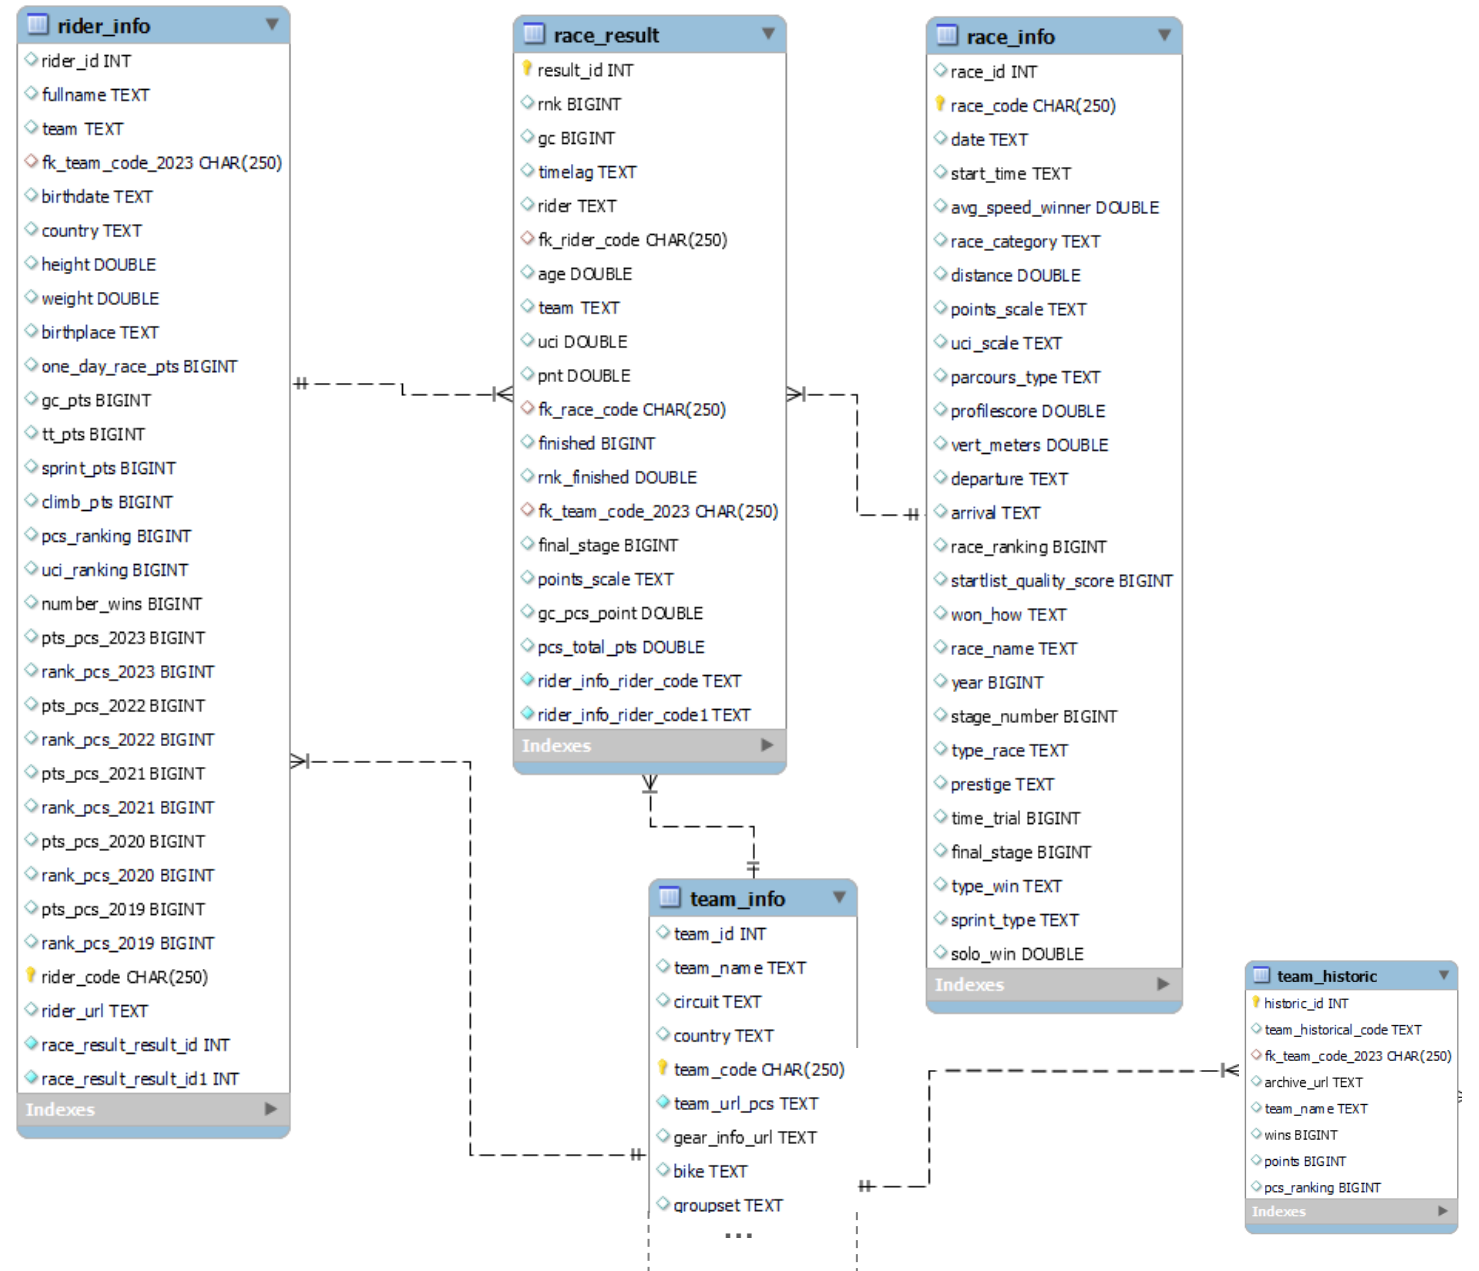 rider_info
rider_id INT
fullname TEXT
team TEXT
fk_team_code_2023 CHAR(250)
birthdate TEXT
country TEXT
height DOUBLE
weight DOUBLE
birthplace TEXT
one_day_race_pts BIGINT
gc_pts BIGINT
tt_pts BIGINT
sprint_pts BIGINT
climb_pts BIGINT
pcs_ranking BIGINT
uci_ranking BIGINT
number_wins BIGINT
pts_pcs_2023 BIGINT
rank_pcs_2023 BIGINT
pts_pcs_2022 BIGINT
rank_pcs_2022 BIGINT
pts_pcs_2021 BIGINT
rank_pcs_2021 BIGINT
pts_pcs_2020 BIGINT
rank_pcs_2020 BIGINT
pts_pcs_2019 BIGINT
rank_pcs_2019 BIGINT
rider_code CHAR(250)
rider_url TEXT
race_result_result_id INT
race_result_result_id1 INT
Indexes
race_result
result_id INT
rnk BIGINT
gc BIGINT
timelag TEXT
rider TEXT
fk_rider_code CHAR(250)
age DOUBLE
team TEXT
uci DOUBLE
pnt DOUBLE
fk_race_code CHAR(250)
finished BIGINT
rnk_finished DOUBLE
fk_team_code_2023 CHAR(250)
final_stage BIGINT
points_scale TEXT
gc_pcs_point DOUBLE
pcs_total_pts DOUBLE
rider_info_rider_code TEXT
rider_info_rider_code1 TEXT
Indexes
race_info
race_id INT
race_code CHAR(250)
date TEXT
start_time TEXT
avg_speed_winner DOUBLE
race_category TEXT
distance DOUBLE
points_scale TEXT
uci_scale TEXT
parcours_type TEXT
profilescore DOUBLE
vert_meters DOUBLE
departure TEXT
arrival TEXT
race_ranking BIGINT
startlist_quality_score BIGINT
won_how TEXT
race_name TEXT
year BIGINT
stage_number BIGINT
type_race TEXT
prestige TEXT
time_trial BIGINT
final_stage BIGINT
type_win TEXT
sprint_type TEXT
solo_win DOUBLE
Indexes
team_info
team_id INT
team_name TEXT
circuit TEXT
country TEXT
team_code CHAR(250)
team_url_pcs TEXT
gear_info_url TEXT
bike TEXT
groupset TEXT
...
team_historic
historic_id INT
team_historical_code TEXT
fk_team_code_2023 CHAR(250)
archive_url TEXT
team_name TEXT
wins BIGINT
points BIGINT
pcs_ranking BIGINT
Indexes